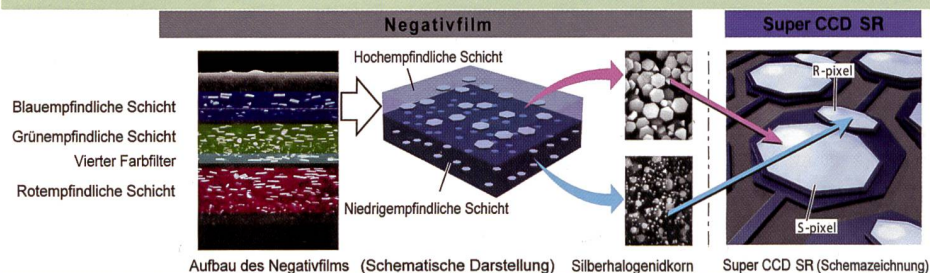 Negativfilm
Super CCD SR
Hochempfindliche Schicht
R-pixel
Blauempfindliche Schicht
Grünempfindliche Schicht
Vierter Farbfilter
Rotempfindliche Schicht
Niedrigempfindliche Schicht
S-pixel
Aufbau des Negativfilms
(Schematische Darstellung)
Silberhalogenidkorn
Super CCD SR (Schemazeichnung)